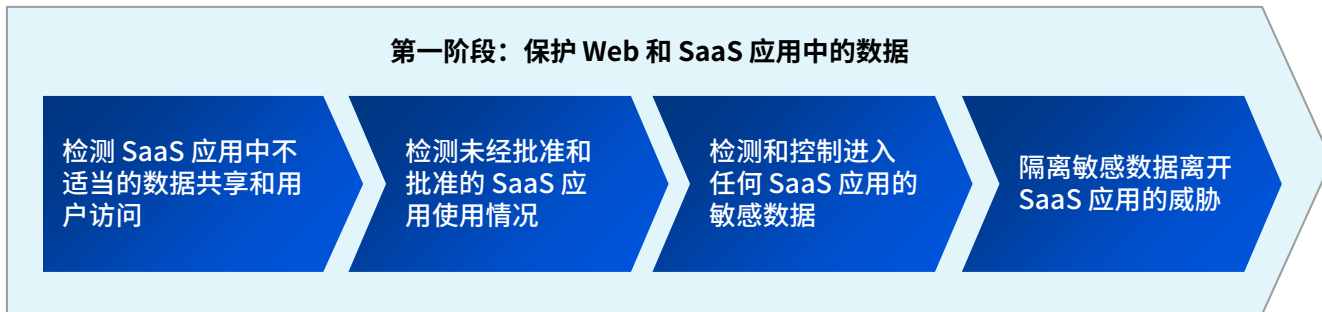 第一阶段：保护 Web 和 SaaS 应用中的数据
检测 SaaS 应用中不
适当的数据共享和用
户访问
检测未经批准和
批准的 SaaS 应
用使用情况
检测和控制进入
任何 SaaS 应用的
敏感数据
隔离敏感数据离开
SaaS 应用的威胁